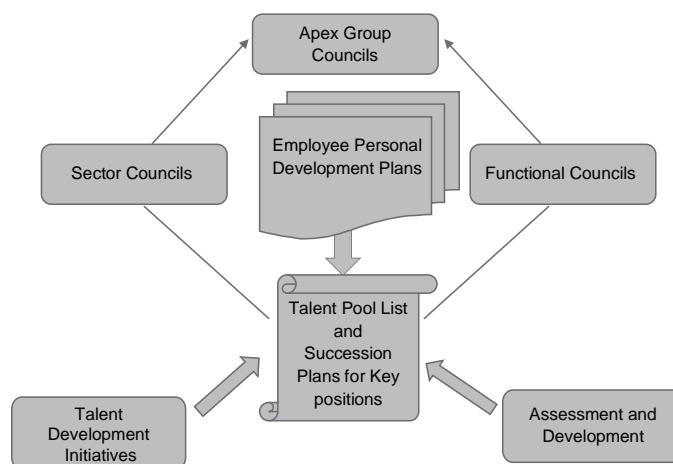 Apex Group
Councils
Employee Personal
Development Plans
Sector Councils
Functional Councils
Talent Pool List
and
Succession
Plans for Key
positions
Talent
Development
Initiatives
Assessment and
Development